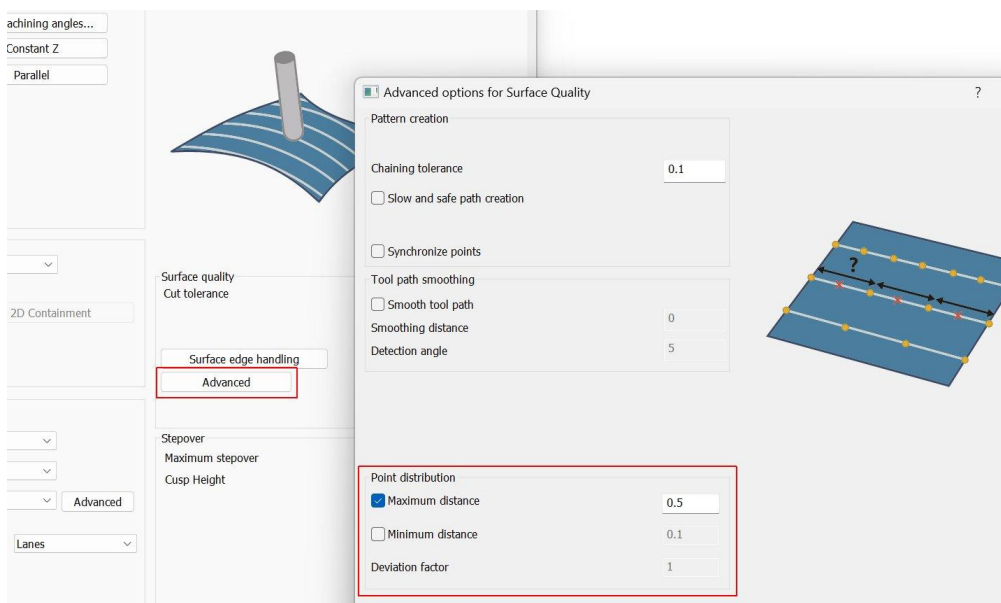 achining angles...
Constant Z
Parallel
2D Containment
Advanced
Lanes
Surface quality
Cut tolerance
Surface edge handling
Advanced
Stepover
Maximum stepover
Cusp Height
Advanced options for Surface Quality
?
Pattern creation
Chaining tolerance
0.1
Slow and safe path creation
Synchronize points
Tool path smoothing
Smooth tool path
Smoothing distance
0
Detection angle
5
?
Point distribution
Maximum distance
0.5
Minimum distance
0.1
Deviation factor
1